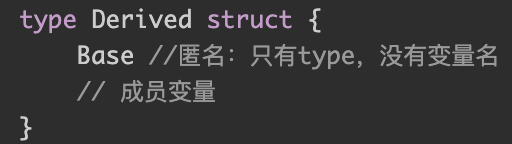 type Derived struct {
Base //匿名：只有type，没有变量名
// 成员变量
}